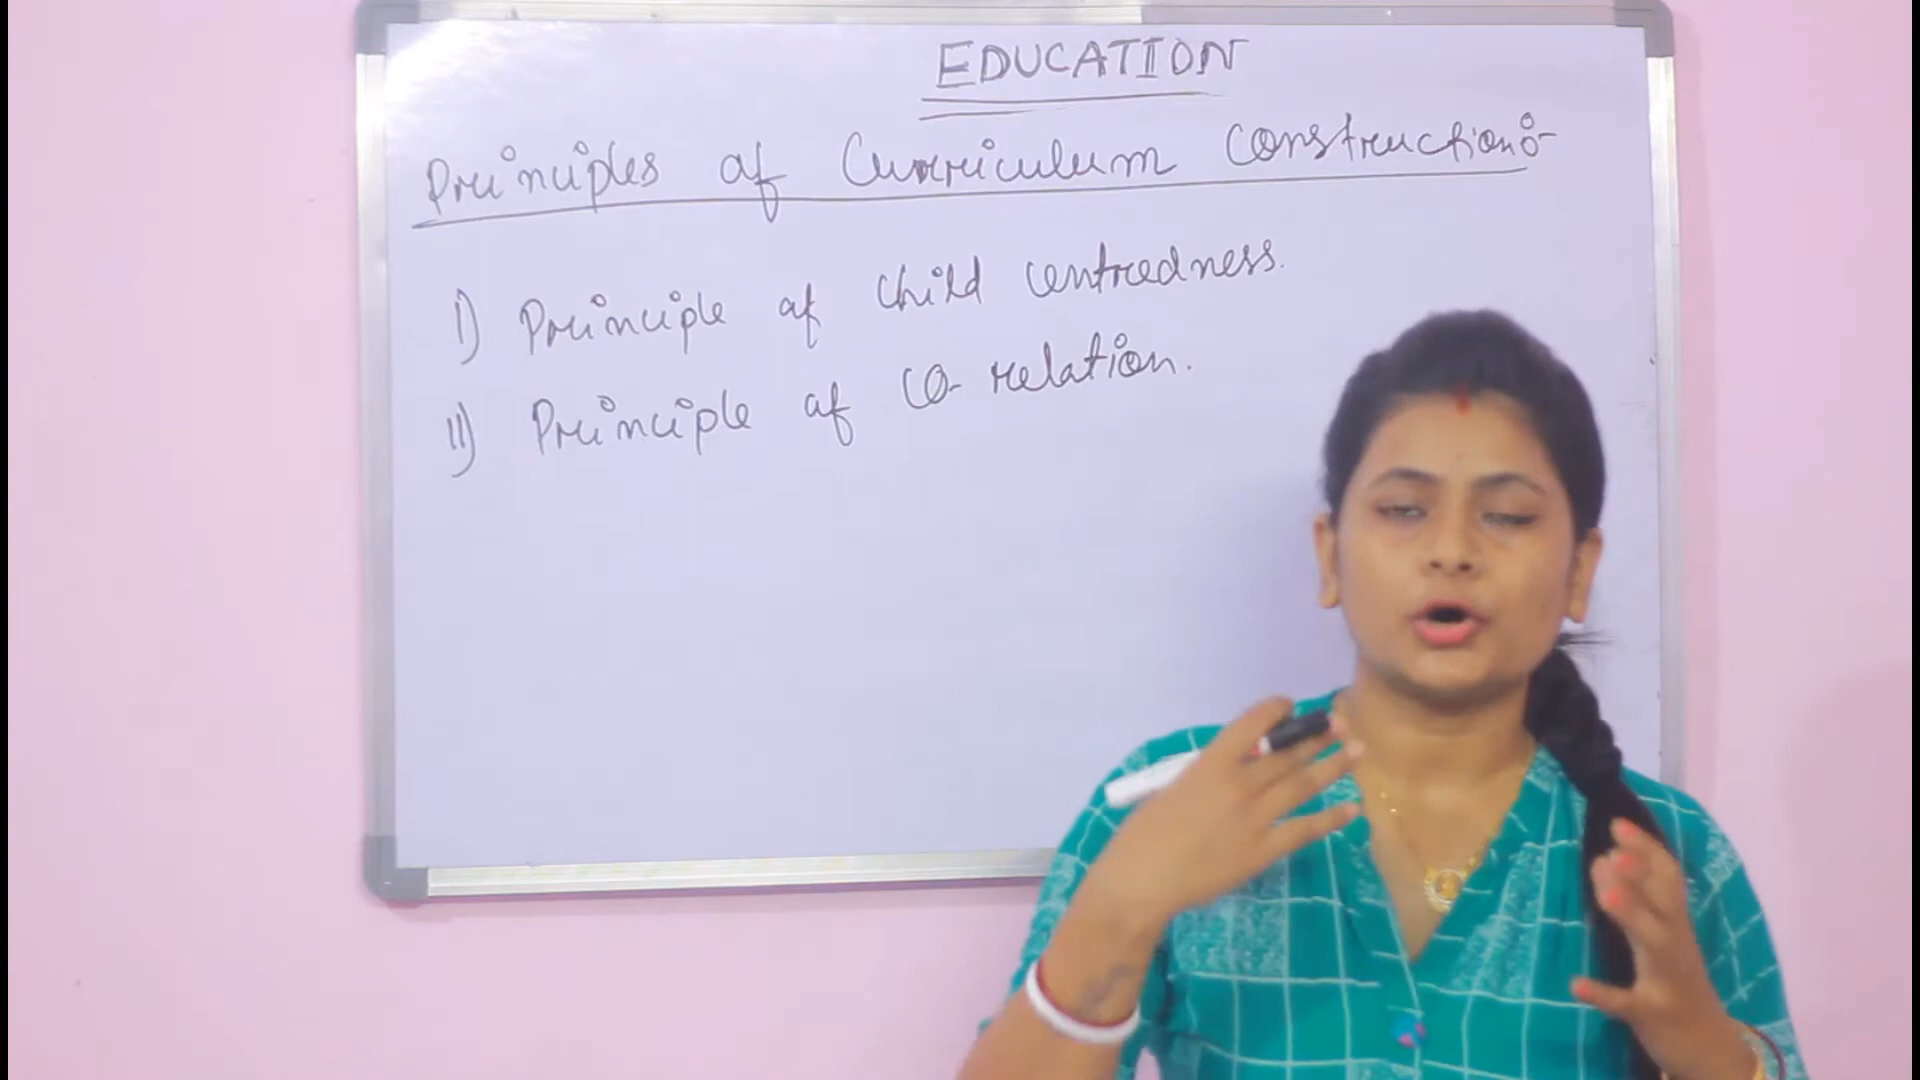 EDUCATION
Principles of Curriculum Construction:-
I) Principle of child centredness.
II) Principle of co-relation.